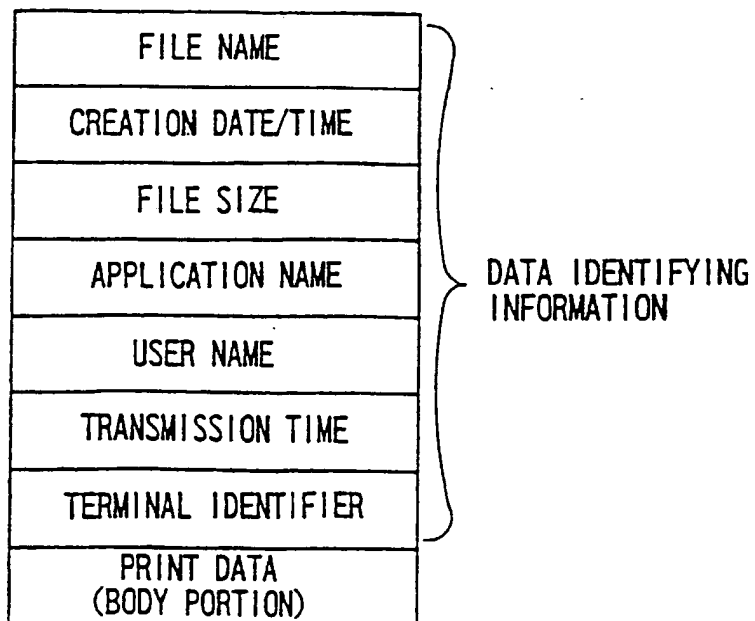 FILE NAME
CREATION DATE/TIME
FILE SIZE
APPLICATION NAME
USER NAME
TRANSMISSION TIME
TERMINAL IDENTIFIER
DATA IDENTIFYING
INFORMATION
PRINT DATA
(BODY PORTION)